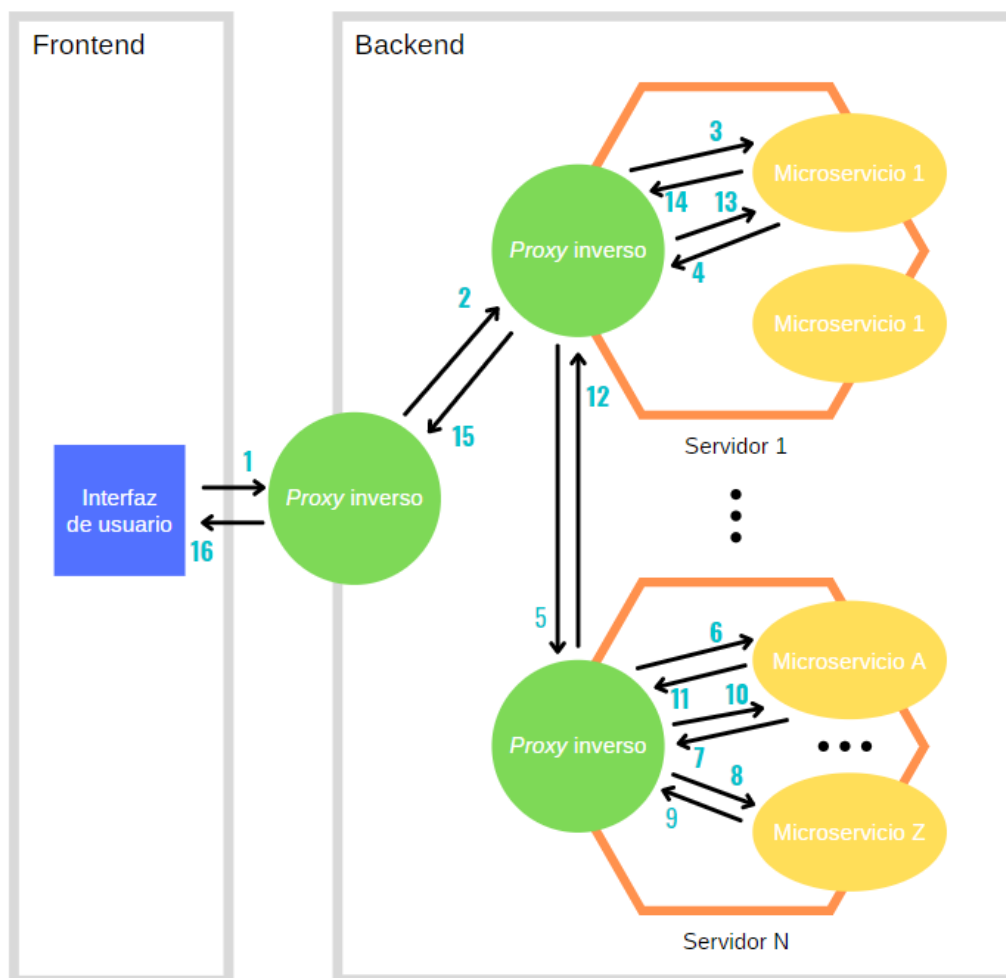 Frontend
Backend
3
Microservicio 1
14
13
Proxy inverso
4
2
Microservicio 1
12
15
Servidor 1
1
Interfaz
de usuario
Proxy inverso
16
5
6
Microservicio A
11
10
Proxy inverso
7
8
9
Microservicio Z
Servidor N